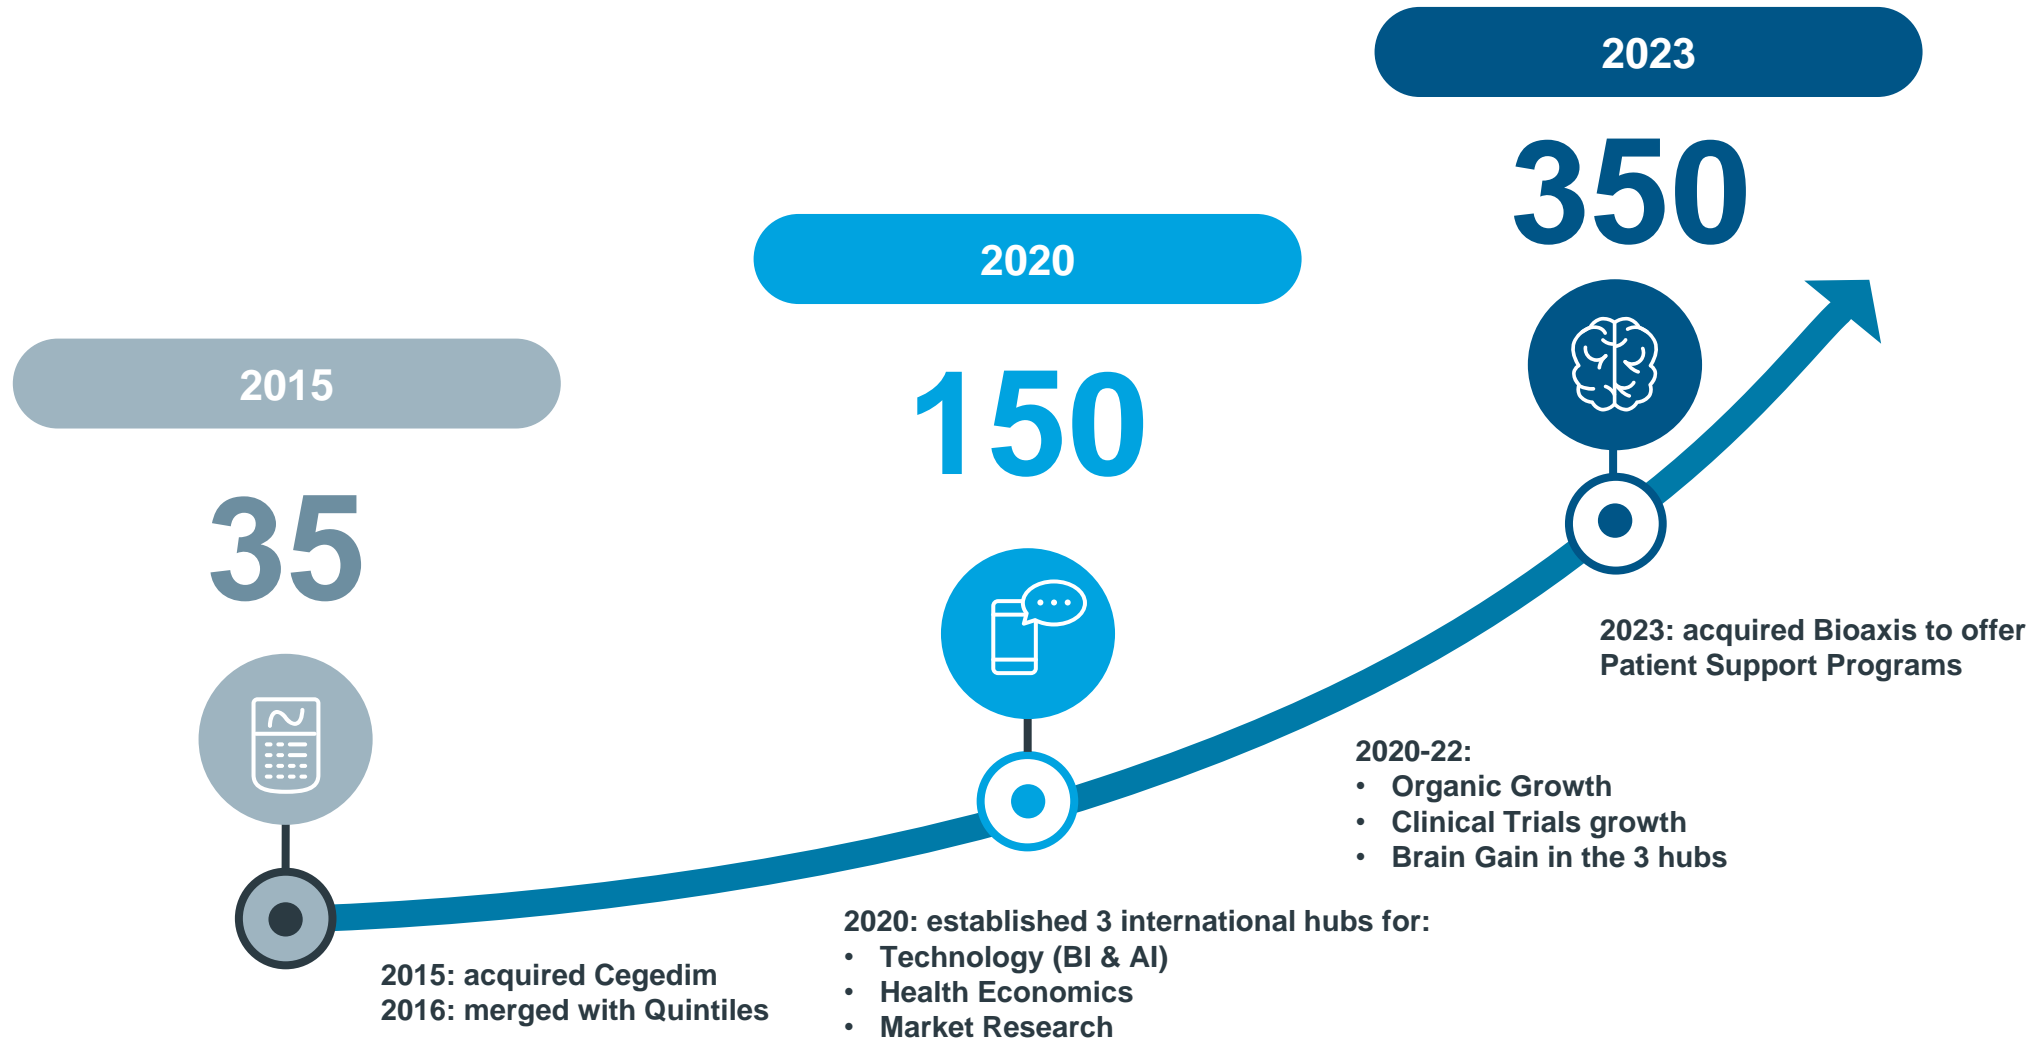 2015
35
2015: acquired Cegedim
2016: merged with Quintiles
2020
150
2020: established 3 international hubs for:
• Technology (BI & AI)
• Health Economics
• Market Research
2020-22:
• Organic Growth
• Clinical Trials growth
• Brain Gain in the 3 hubs
2023
350
2023: acquired Bioaxis to offer
Patient Support Programs